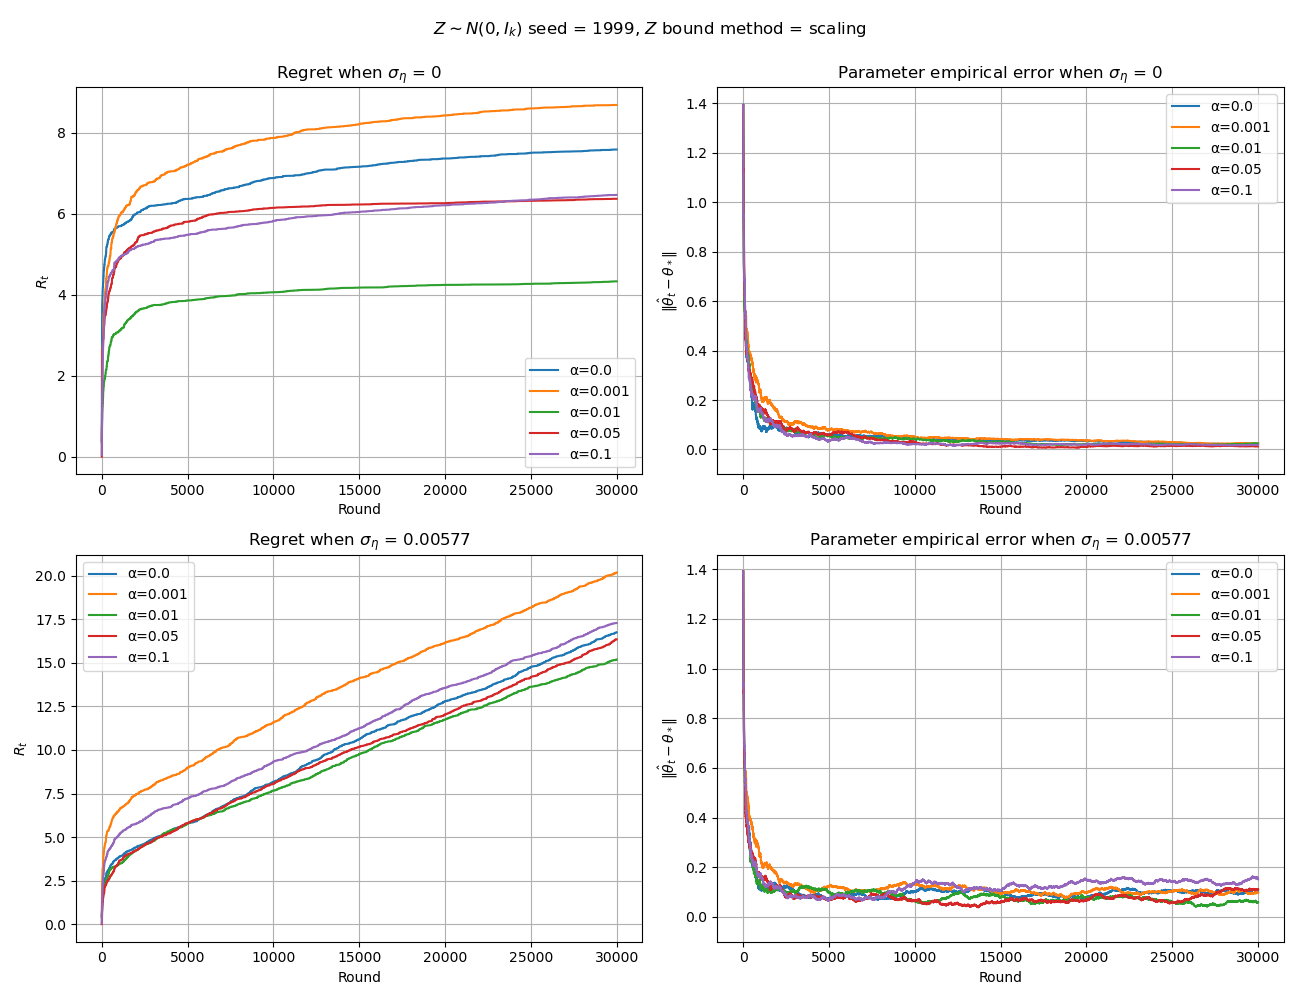 Z ~ N(0, I_k) seed = 1999, Z bound method = scaling
Regret when σ_η = 0
R_t
8
6
4
2
0
0 5000 10000 15000 20000 25000 30000
Round
α=0.0
α=0.001
α=0.01
α=0.05
α=0.1
Parameter empirical error when σ_η = 0
‖θ̂_t − θ_*‖
1.4
1.2
1.0
0.8
0.6
0.4
0.2
0.0
0 5000 10000 15000 20000 25000 30000
Round
α=0.0
α=0.001
α=0.01
α=0.05
α=0.1
Regret when σ_η = 0.00577
R_t
20.0
17.5
15.0
12.5
10.0
7.5
5.0
2.5
0.0
0 5000 10000 15000 20000 25000 30000
Round
α=0.0
α=0.001
α=0.01
α=0.05
α=0.1
Parameter empirical error when σ_η = 0.00577
‖θ̂_t − θ_*‖
1.4
1.2
1.0
0.8
0.6
0.4
0.2
0.0
0 5000 10000 15000 20000 25000 30000
Round
α=0.0
α=0.001
α=0.01
α=0.05
α=0.1